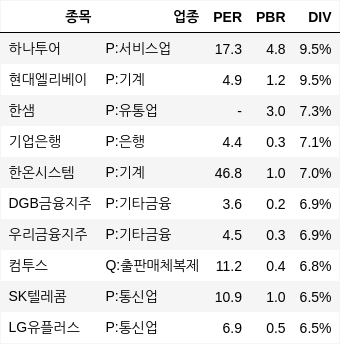 종목 업종 PER PBR DIV
하나투어 P:서비스업 17.3 4.8 9.5%
현대엘리베이 P:기계 4.9 1.2 9.5%
한샘 P:유통업 - 3.0 7.3%
기업은행 P:은행 4.4 0.3 7.1%
한온시스템 P:기계 46.8 1.0 7.0%
DGB금융지주 P:기타금융 3.6 0.2 6.9%
우리금융지주 P:기타금융 4.5 0.3 6.9%
컴투스 Q:출판매체복제 11.2 0.4 6.8%
SK텔레콤 P:통신업 10.9 1.0 6.5%
LG유플러스 P:통신업 6.9 0.5 6.5%